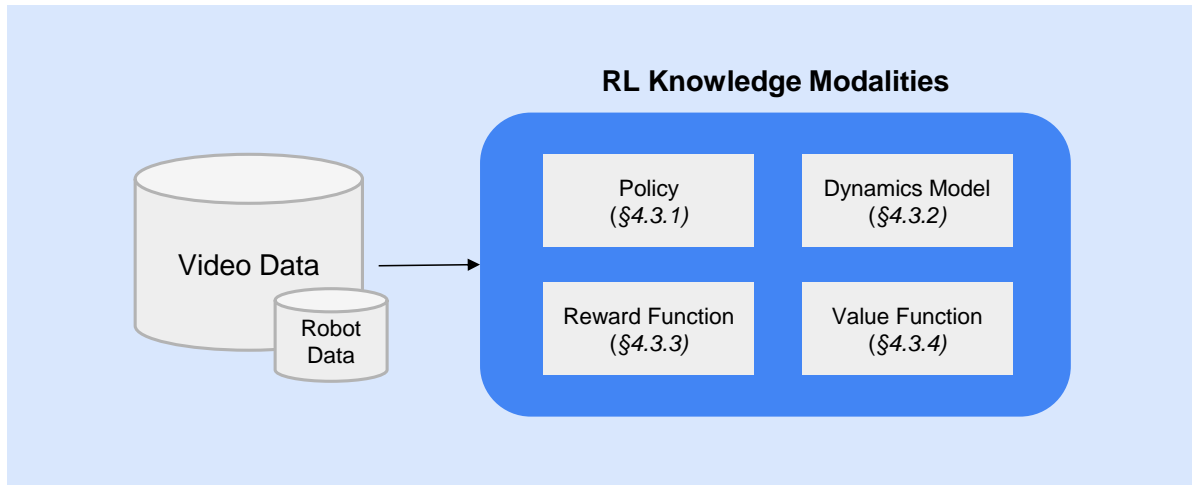 RL Knowledge Modalities
Policy
(§4.3.1)
Dynamics Model
(§4.3.2)
Video Data
Robot
Data
Reward Function
(§4.3.3)
Value Function
(§4.3.4)